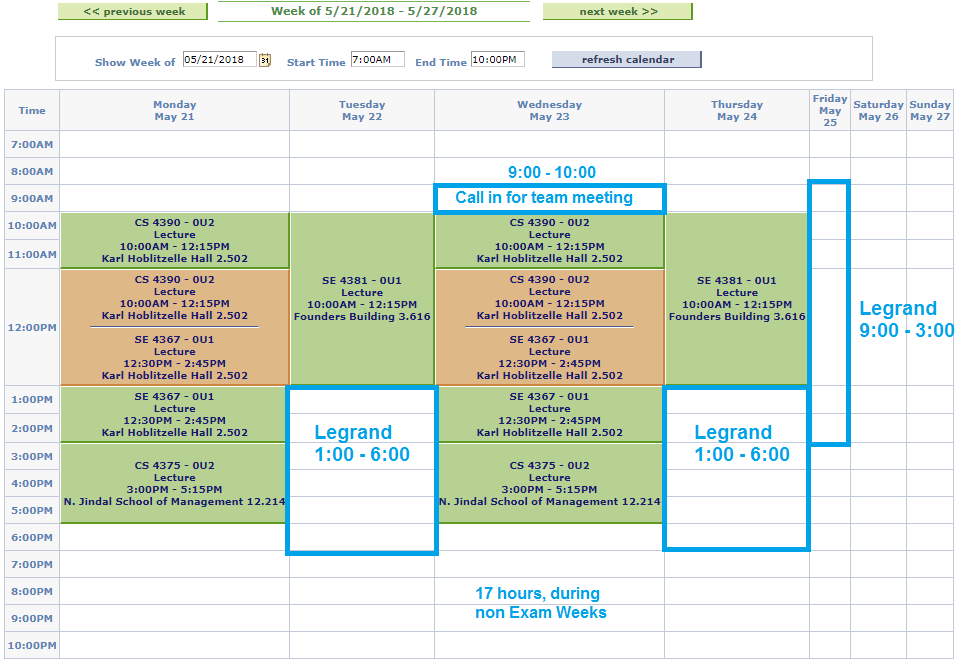 << previous week
Week of 5/21/2018 - 5/27/2018
next week >>
Show Week of 05/21/2018 31 Start Time 7:00AM End Time 10:00PM refresh calendar
Time
Monday
May 21
Tuesday
May 22
Wednesday
May 23
Thursday
May 24
Friday
May
25
Saturday
May 26
Sunday
May 27
7:00AM
8:00AM
9:00 - 10:00
9:00AM
Call in for team meeting
10:00AM
CS 4390 - 0U2
Lecture
10:00AM - 12:15PM
Karl Hoblitzelle Hall 2.502
SE 4381 - 0U1
Lecture
10:00AM - 12:15PM
Founders Building 3.616
CS 4390 - 0U2
Lecture
10:00AM - 12:15PM
Karl Hoblitzelle Hall 2.502
SE 4381 - 0U1
Lecture
10:00AM - 12:15PM
Founders Building 3.616
11:00AM
12:00PM
CS 4390 - 0U2
Lecture
10:00AM - 12:15PM
Karl Hoblitzelle Hall 2.502
SE 4367 - 0U1
Lecture
12:30PM - 2:45PM
Karl Hoblitzelle Hall 2.502
CS 4390 - 0U2
Lecture
10:00AM - 12:15PM
Karl Hoblitzelle Hall 2.502
SE 4367 - 0U1
Lecture
12:30PM - 2:45PM
Karl Hoblitzelle Hall 2.502
Legrand
9:00 - 3:00
1:00PM
SE 4367 - 0U1
Lecture
12:30PM - 2:45PM
Karl Hoblitzelle Hall 2.502
Legrand
1:00 - 6:00
SE 4367 - 0U1
Lecture
12:30PM - 2:45PM
Karl Hoblitzelle Hall 2.502
Legrand
1:00 - 6:00
2:00PM
3:00PM
CS 4375 - 0U2
Lecture
3:00PM - 5:15PM
N. Jindal School of Management 12.214
CS 4375 - 0U2
Lecture
3:00PM - 5:15PM
N. Jindal School of Management 12.214
4:00PM
5:00PM
6:00PM
7:00PM
8:00PM
17 hours, during
non Exam Weeks
9:00PM
10:00PM